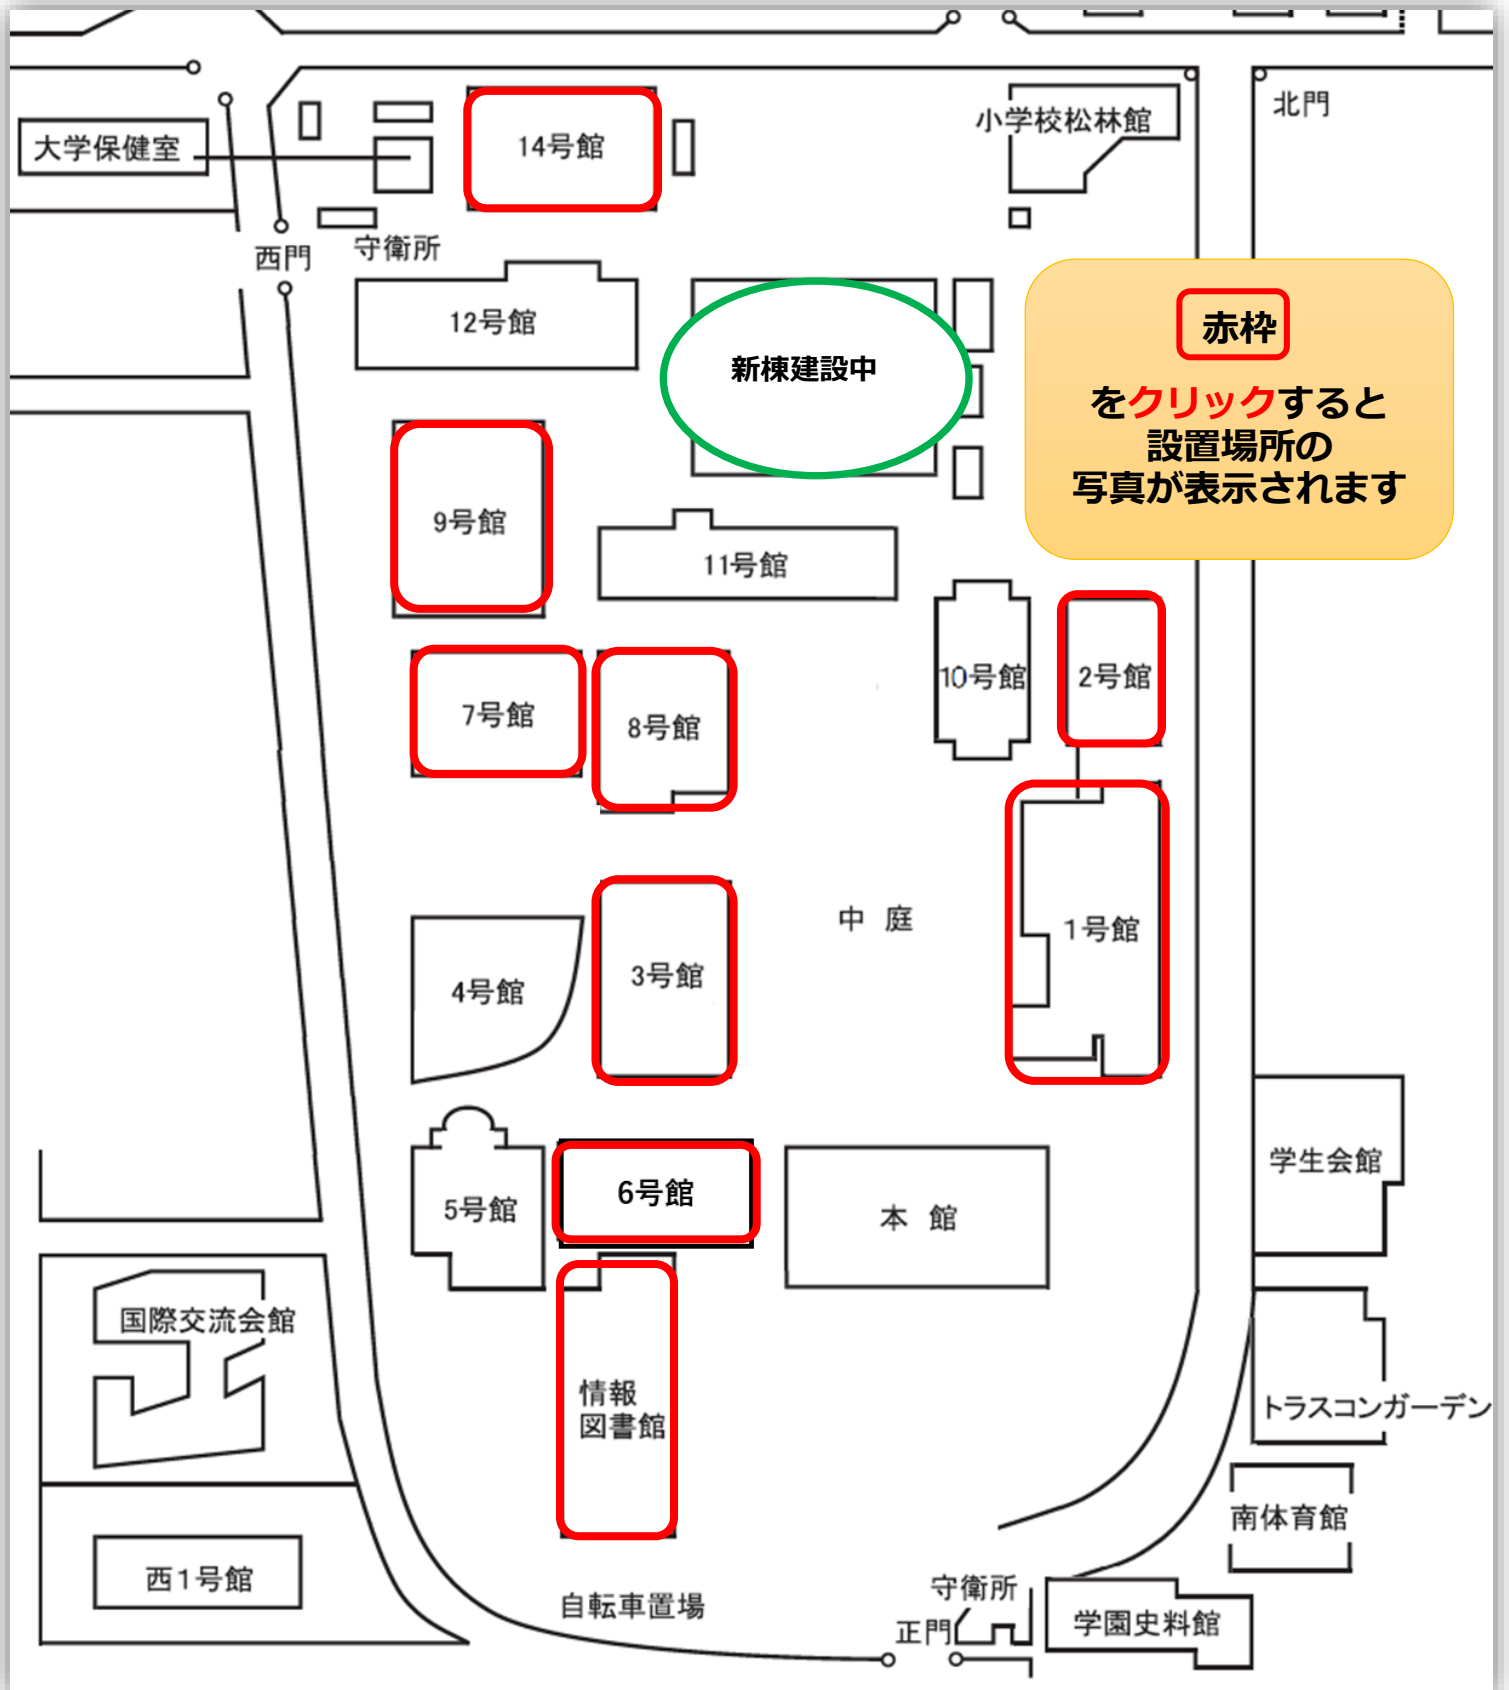 北門
小学校松林館
14号館
大学保健室
守衛所
西門
12号館
赤枠
新棟建設中
をクリックすると
設置場所の
写真が表示されます
9号館
11号館
10号館
2号館
7号館
8号館
中 庭
1号館
3号館
4号館
学生会館
6号館
5号館
本 館
国際交流会館
情報
図書館
トラスコンガーデン
南体育館
西1号館
守衛所
自転車置場
学園史料館
正門